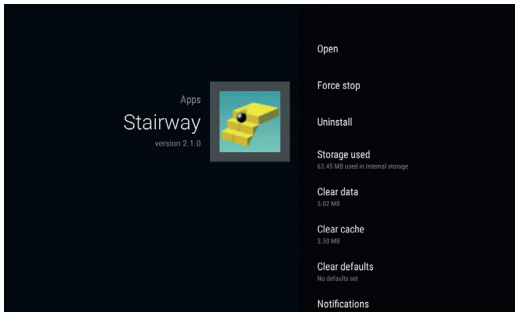 Apps
Stairway
version 2.1.0
Open
Force stop
Uninstall
Storage used
63.45 MB used in Internal storage
Clear data
5.02 MB
Clear cache
3.50 MB
Clear defaults
No defaults set
Notifications